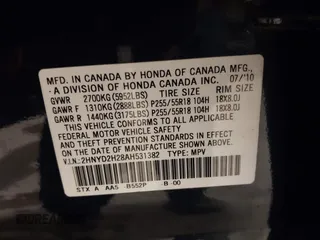 MFD. IN CANADA BY HONDA OF CANADA MFG.,
A DIVISION OF HONDA CANADA INC. 07/10
GVWR 2700KG (5952LBS) TIRE SIZE RIM SIZE
GAWR F 1310KG (2888LBS) P255/55R18 104H 18X8.0J
GAWR R 1440KG (3175LBS) P255/55R18 104H 18X8.0J
THIS VEHICLE CONFORMS TO ALL APPLICABLE
FEDERAL MOTOR VEHICLE SAFETY AND
THEFT PREVENTION STANDARDS IN EFFECT
ON THE DATE OF MANUFACTURE SHOWN ABOVE.
V.I.N.: 2HNYD2H28AH531382 TYPE: MPV
STX A AA5 B552P B-00